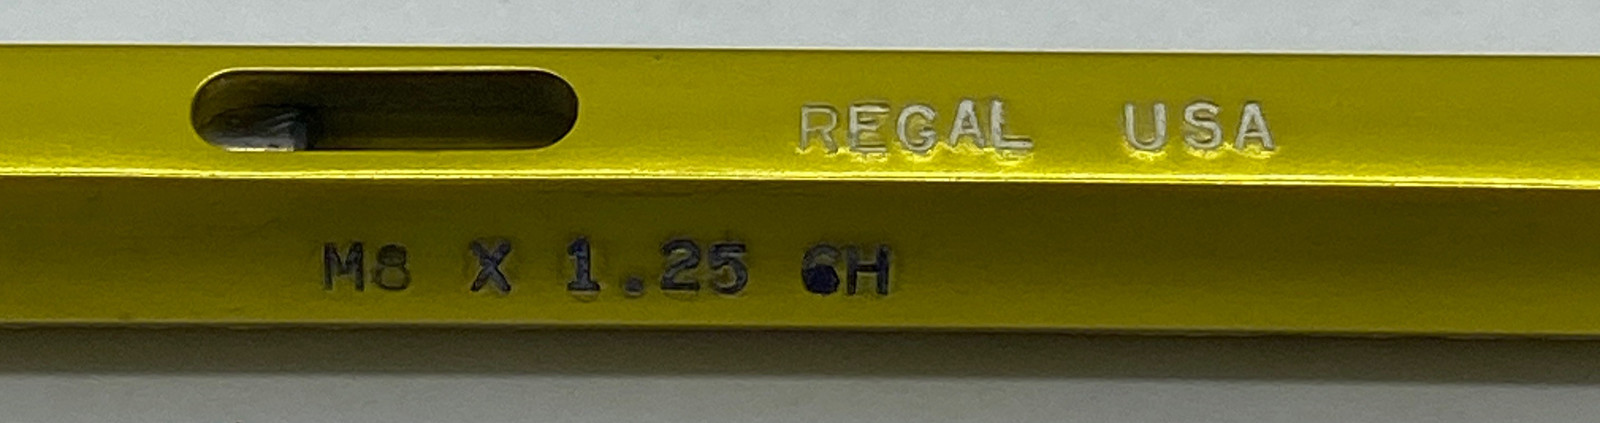 REGAL USA
M8 X 1.25 6H